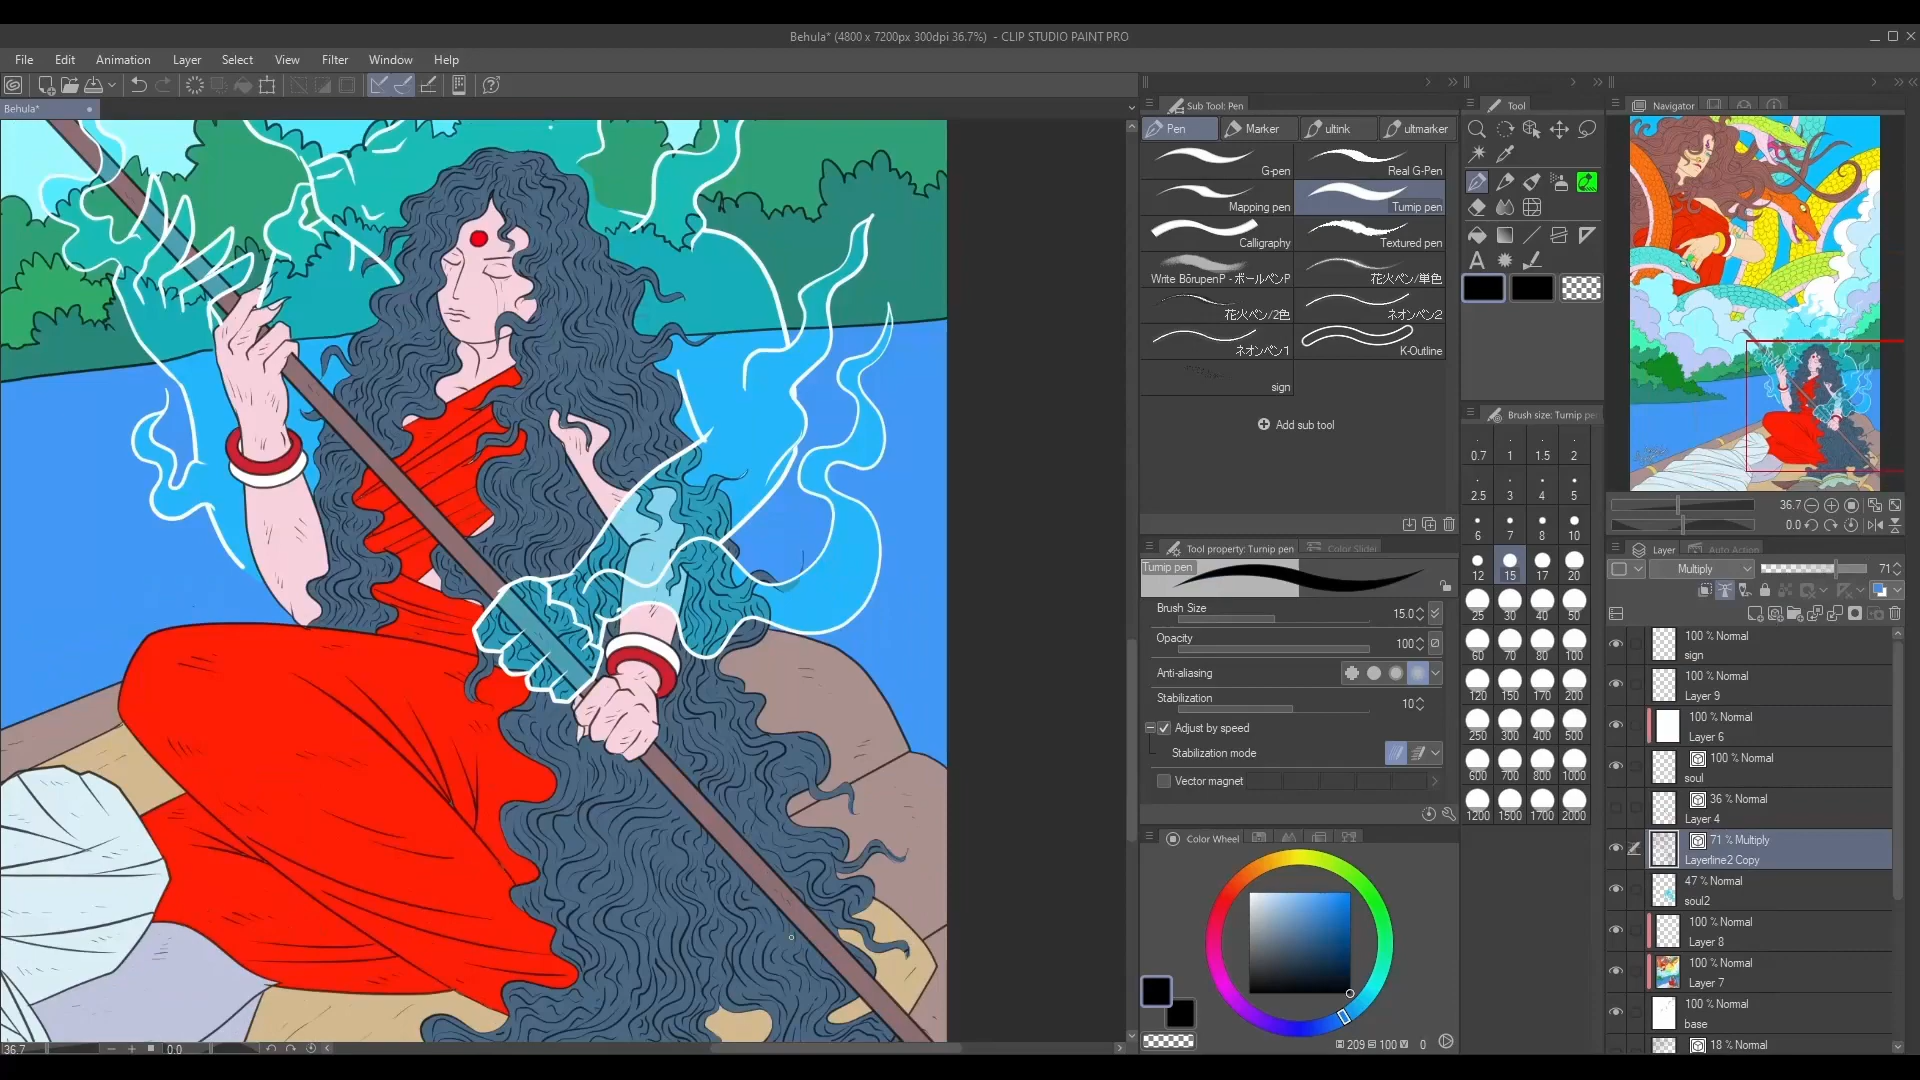 Behula* (4800 x 7200px 300dpi 36.7%) - CLIP STUDIO PAINT PRO
File Edit Animation Layer Select View Filter Window Help
Behula*
Sub Tool: Pen
Pen Marker ultink ultmarker
G-pen Real G-Pen
Mapping pen Turnip pen
Calligraphy Textured pen
Write BōrupenP - ボールペンP 花火ペン/単色
花火ペン/2色 ネオンペン2
ネオンペン1 K-Outline
sign
Add sub tool
Tool property: Turnip pen Color Slider
Turnip pen
Brush Size 15.0
Opacity 100
Anti-aliasing
Stabilization 10
Adjust by speed
Stabilization mode
Vector magnet
Color Wheel
209 100 0
Tool
Brush size: Turnip pe
0.7 1 1.5 2
2.5 3 4 5
6 7 8 10
12 15 17 20
25 30 40 50
60 70 80 100
120 150 170 200
250 300 400 500
600 700 800 1000
1200 1500 1700 2000
Navigator
36.7
0.0
Layer Auto Action
Multiply 71
100 % Normal
sign
100 % Normal
Layer 9
100 % Normal
Layer 6
100 % Normal
soul
36 % Normal
Layer 4
71 % Multiply
Layerline2 Copy
47 % Normal
soul2
100 % Normal
Layer 8
100 % Normal
Layer 7
100 % Normal
base
18 % Normal
36.7 0.0